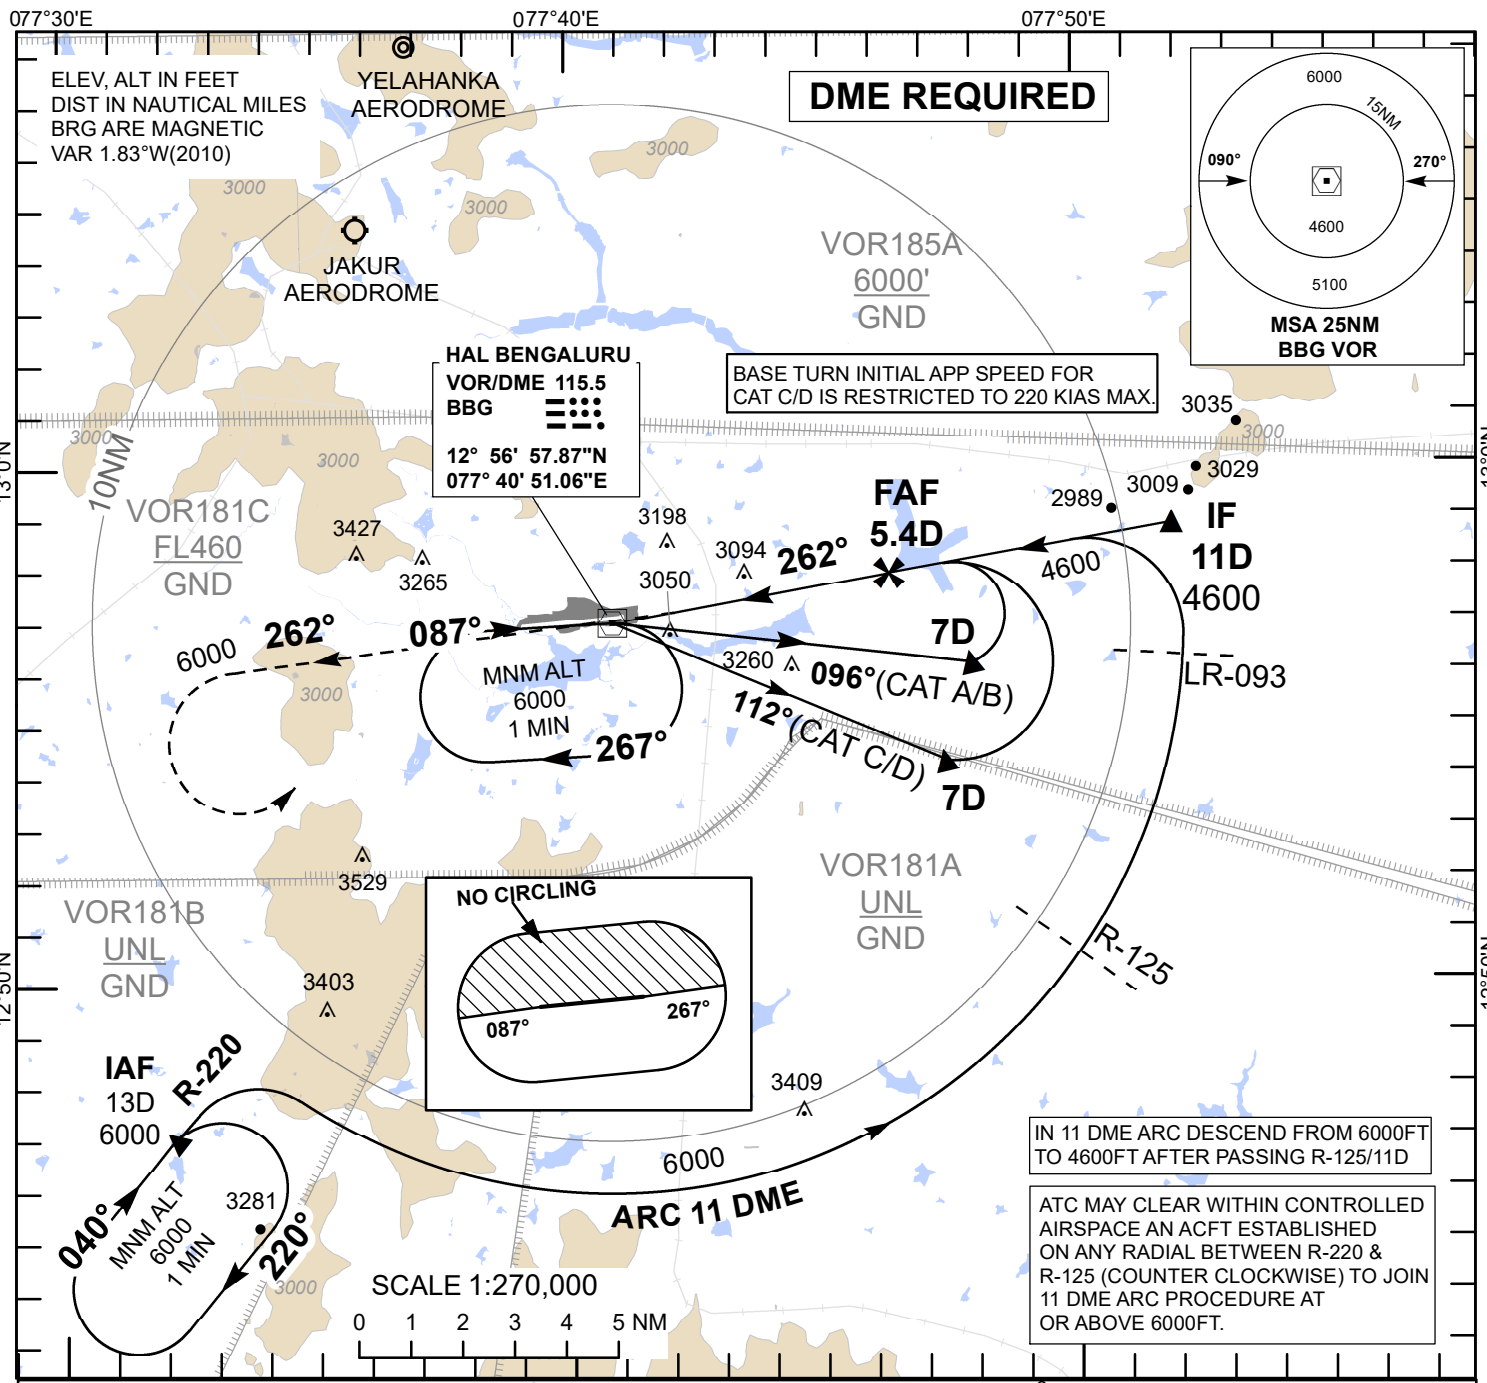 077°30'E
077°40'E
077°50'E
ELEV, ALT IN FEET
DIST IN NAUTICAL MILES
BRG ARE MAGNETIC
VAR 1.83°W(2010)
YELAHANKA
AERODROME
DME REQUIRED
6000
15NM
090°
270°
4600
5100
MSA 25NM
BBG VOR
3000
3000
3000
JAKUR
AERODROME
VOR185A
6000'
GND
HAL BENGALURU
VOR/DME 115.5
BBG
12° 56' 57.87"N
077° 40' 51.06"E
BASE TURN INITIAL APP SPEED FOR
CAT C/D IS RESTRICTED TO 220 KIAS MAX.
3035
3000
3029
3009
2989
13°0'N
13°0'N
3000
3000
10NM
VOR181C
FL460
GND
3427
3265
3198
3094
3050
262°
FAF
5.4D
IF
11D
4600
4600
6000
262°
087°
3000
MNM ALT
6000
1 MIN
267°
3260
7D
096°(CAT A/B)
112°(CAT C/D)
7D
LR-093
3529
VOR181B
UNL
GND
VOR181A
UNL
GND
NO CIRCLING
087°
267°
R-125
3403
12°50'N
12°50'N
IAF
13D
6000
R-220
3409
6000
ARC 11 DME
040°
MNM ALT
6000
1 MIN
3281
220°
3000
IN 11 DME ARC DESCEND FROM 6000FT
TO 4600FT AFTER PASSING R-125/11D
ATC MAY CLEAR WITHIN CONTROLLED
AIRSPACE AN ACFT ESTABLISHED
ON ANY RADIAL BETWEEN R-220 &
R-125 (COUNTER CLOCKWISE) TO JOIN
11 DME ARC PROCEDURE AT
OR ABOVE 6000FT.
SCALE 1:270,000
0 1 2 3 4 5 NM